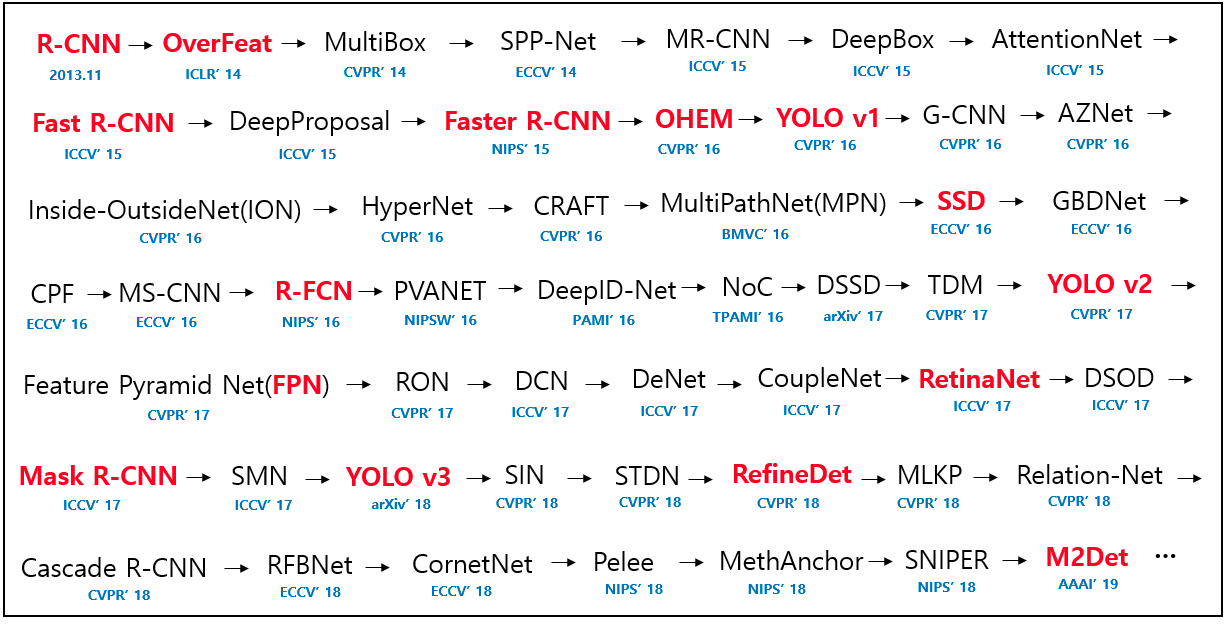 R-CNN → OverFeat → MultiBox → SPP-Net → MR-CNN → DeepBox → AttentionNet →
2013.11 ICLR’ 14 CVPR’ 14 ECCV’ 14 ICCV’ 15 ICCV’ 15 ICCV’ 15
Fast R-CNN → DeepProposal → Faster R-CNN → OHEM → YOLO v1 → G-CNN → AZNet →
ICCV’ 15 ICCV’ 15 NIPS’ 15 CVPR’ 16 CVPR’ 16 CVPR’ 16 CVPR’ 16
Inside-OutsideNet(ION) → HyperNet → CRAFT → MultiPathNet(MPN) → SSD → GBDNet →
CVPR’ 16 CVPR’ 16 CVPR’ 16 BMVC’ 16 ECCV’ 16 ECCV’ 16
CPF → MS-CNN → R-FCN → PVANET → DeepID-Net → NoC → DSSD → TDM → YOLO v2 →
ECCV’ 16 ECCV’ 16 NIPS’ 16 NIPSW’ 16 PAMI’ 16 TPAMI’ 16 arXiv’ 17 CVPR’ 17 CVPR’ 17
Feature Pyramid Net(FPN) → RON → DCN → DeNet → CoupleNet → RetinaNet → DSOD →
CVPR’ 17 CVPR’ 17 ICCV’ 17 ICCV’ 17 ICCV’ 17 ICCV’ 17 ICCV’ 17
Mask R-CNN → SMN → YOLO v3 → SIN → STDN → RefineDet → MLKP → Relation-Net →
ICCV’ 17 ICCV’ 17 arXiv’ 18 CVPR’ 18 CVPR’ 18 CVPR’ 18 CVPR’ 18 CVPR’ 18
Cascade R-CNN → RFBNet → CornetNet → Pelee → MethAnchor → SNIPER → M2Det ⋯
CVPR’ 18 ECCV’ 18 ECCV’ 18 NIPS’ 18 NIPS’ 18 NIPS’ 18 AAAI’ 19